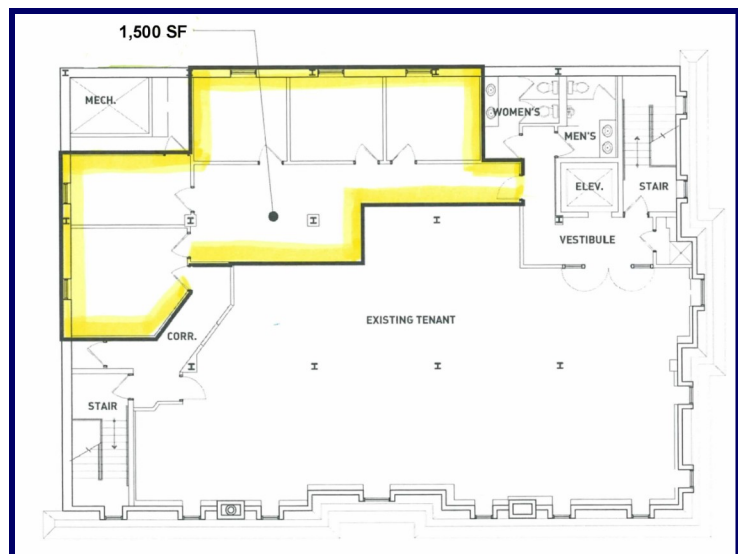 1,500 SF
MECH.
WOMEN'S
MEN'S
ELEV.
STAIR
VESTIBULE
EXISTING TENANT
CORR.
STAIR